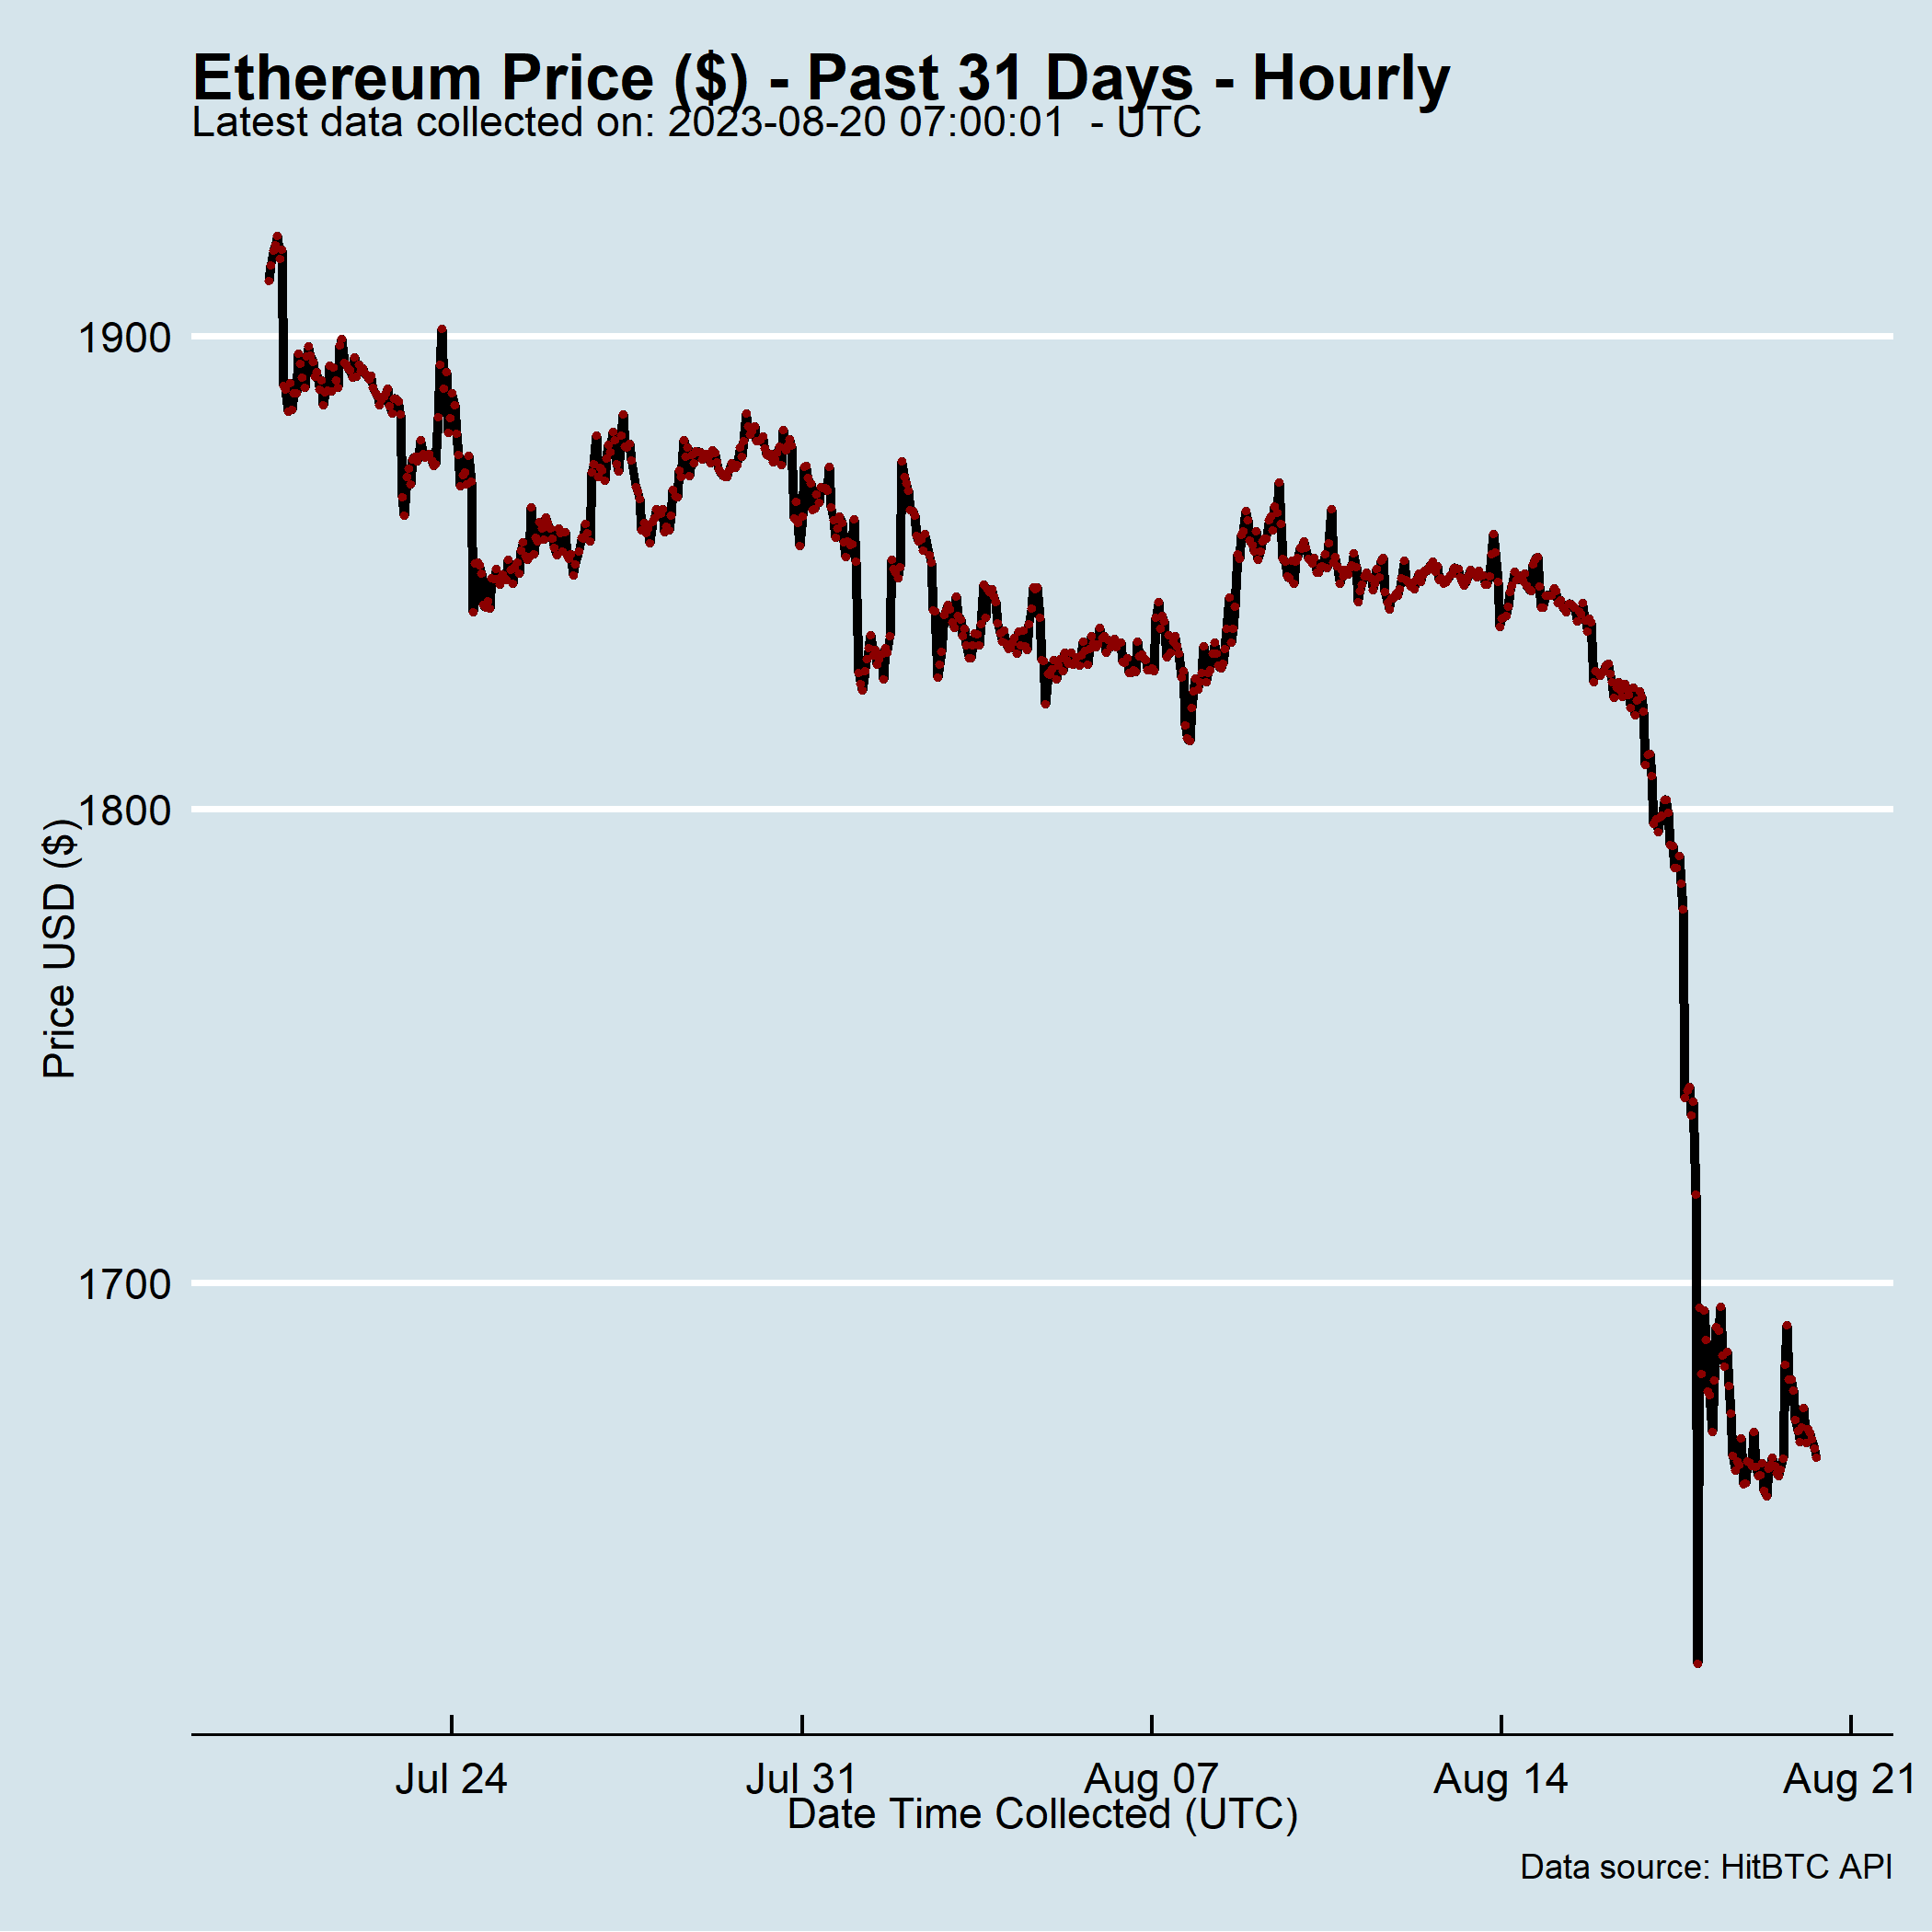 Ethereum Price ($) - Past 31 Days - Hourly
Latest data collected on: 2023-08-20 07:00:01  - UTC
1900
1800
1700
Price USD ($)
Jul 24
Jul 31
Aug 07
Aug 14
Aug 21
Date Time Collected (UTC)
Data source: HitBTC API